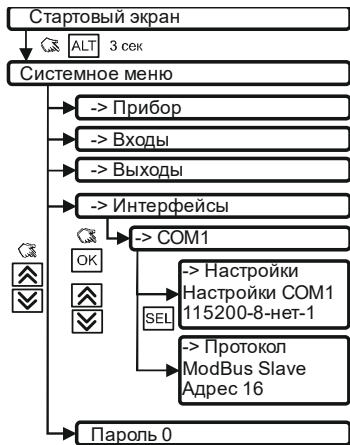 Стартовый экран
ALT 3 сек
Системное меню
-> Прибор
-> Входы
-> Выходы
-> Интерфейсы
-> COM1
OK
-> Настройки
Настройки COM1
115200-8-нет-1
SEL
-> Протокол
ModBus Slave
Адрес 16
Пароль 0